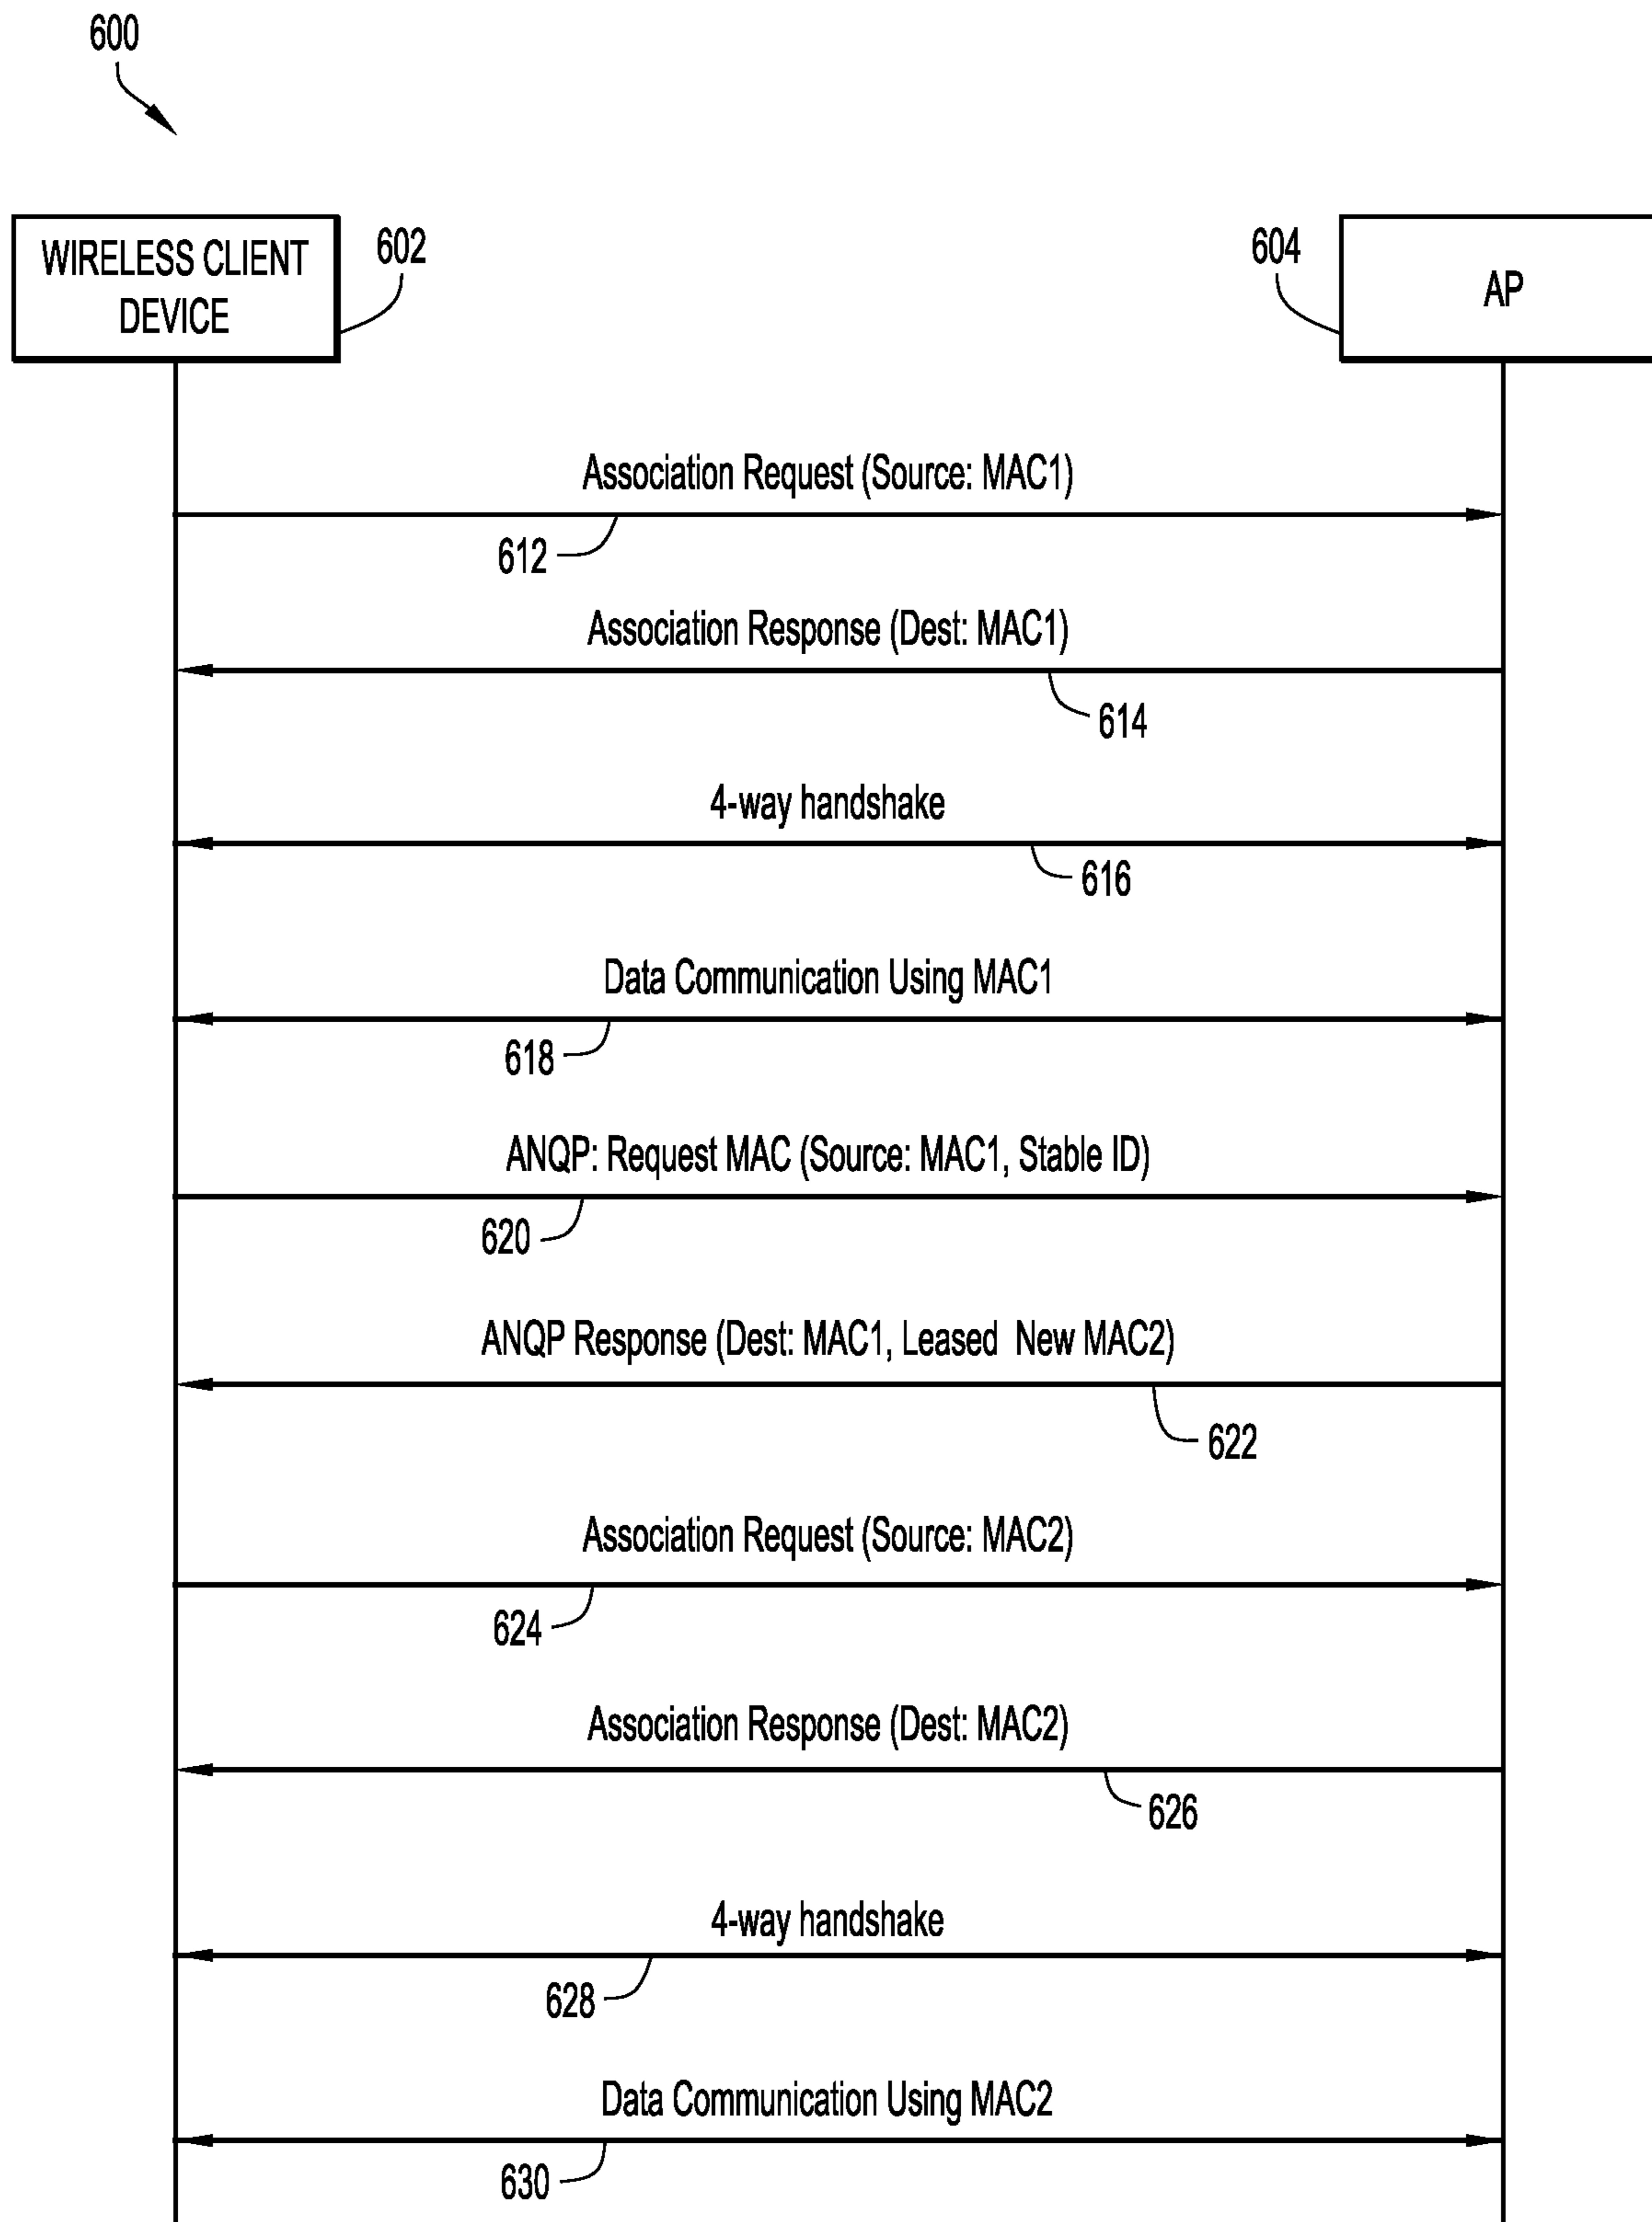 600
WIRELESS CLIENT
DEVICE
602
604
AP
Association Request (Source: MAC1)
612
Association Response (Dest: MAC1)
614
4-way handshake
616
Data Communication Using MAC1
618
ANQP: Request MAC (Source: MAC1, Stable ID)
620
ANQP Response (Dest: MAC1, Leased New MAC2)
622
Association Request (Source: MAC2)
624
Association Response (Dest: MAC2)
626
4-way handshake
628
Data Communication Using MAC2
630